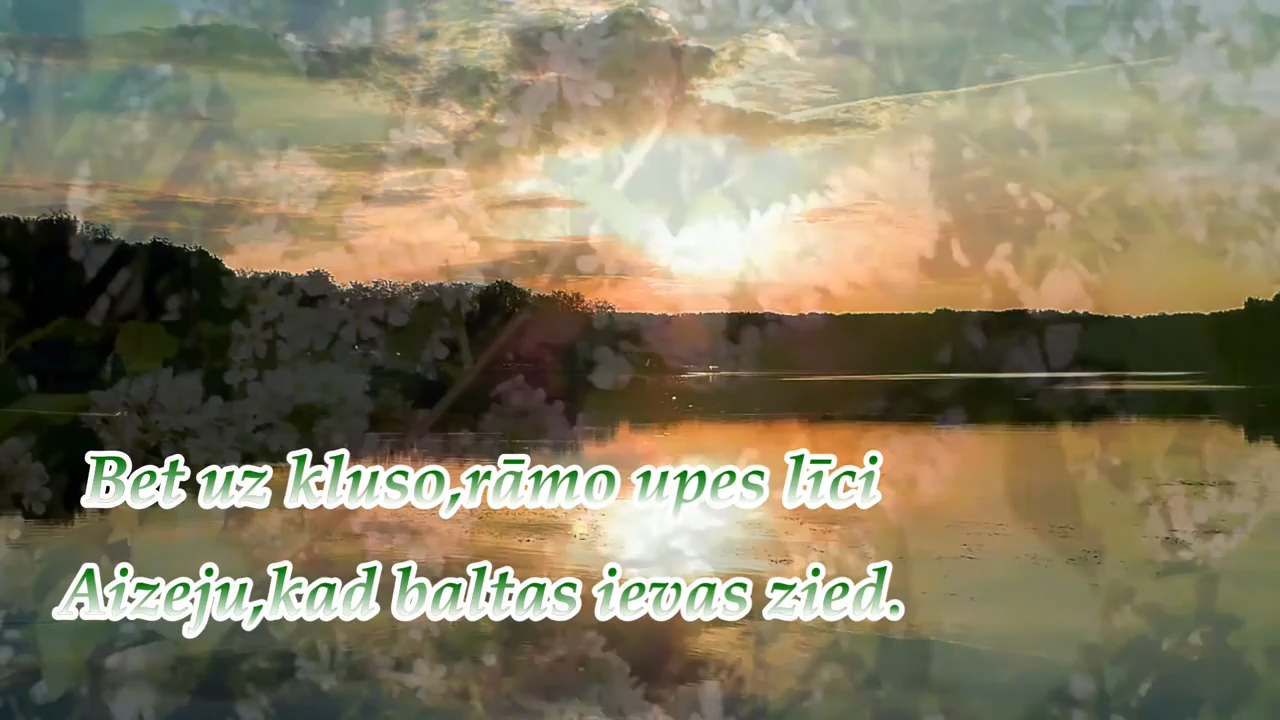 Bet uz kluso,rāmo upes līci
Aizeju,kad baltas ievas zied.